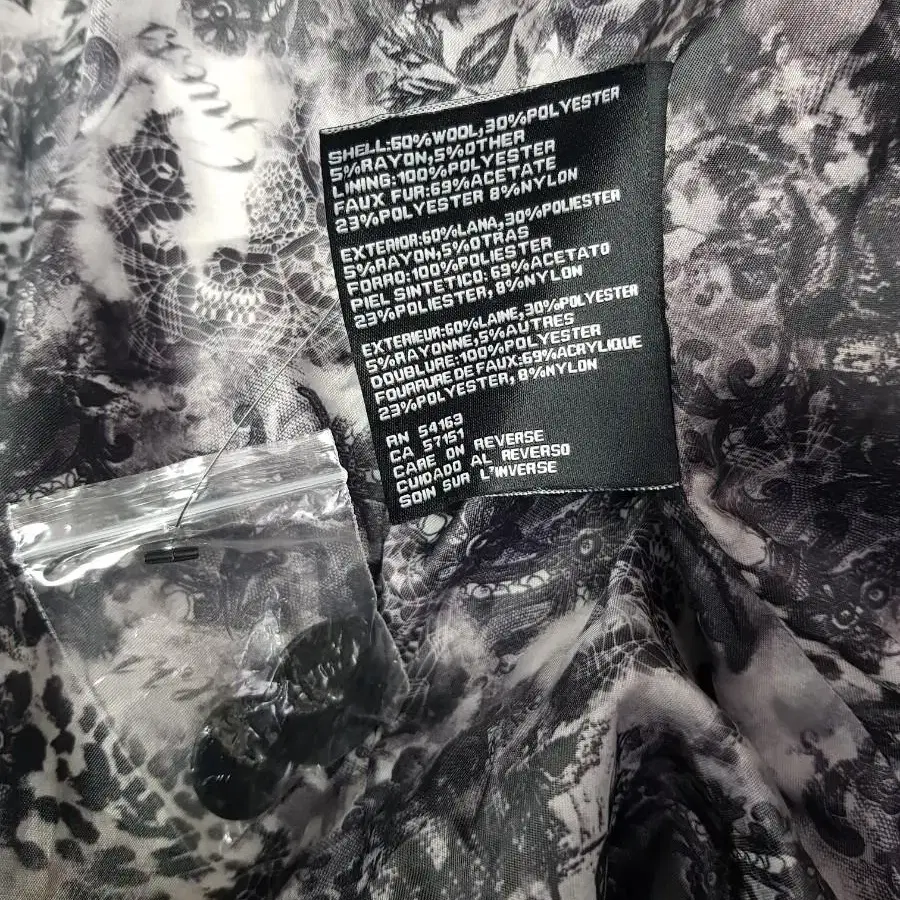 SHELL:60%WOOL,30%POLYESTER
5%RAYON,5%OTHER
LINING:100%POLYESTER
FAUX FUR:69%ACETATE
23%POLYESTER 8%NYLON
EXTERIOR:60%LANA,30%POLIESTER
5%RAYON,5%OTRAS
FORRO:100%POLIESTER
PIEL SINTETICO:69%ACETATO
23%POLIESTER, 8%NYLON
EXTERIEUR:60%LAINE,30%POLYESTER
5%RAYONNE,5%AUTRES
DOUBLURE:100%POLYESTER
FOURRURE DE FAUX:69%ACRYLIQUE
23%POLYESTER, 8%NYLON
RN 54163
CA 57151
CARE ON REVERSE
CUIDADO AL REVERSO
SOIN SUR L'INVERSE